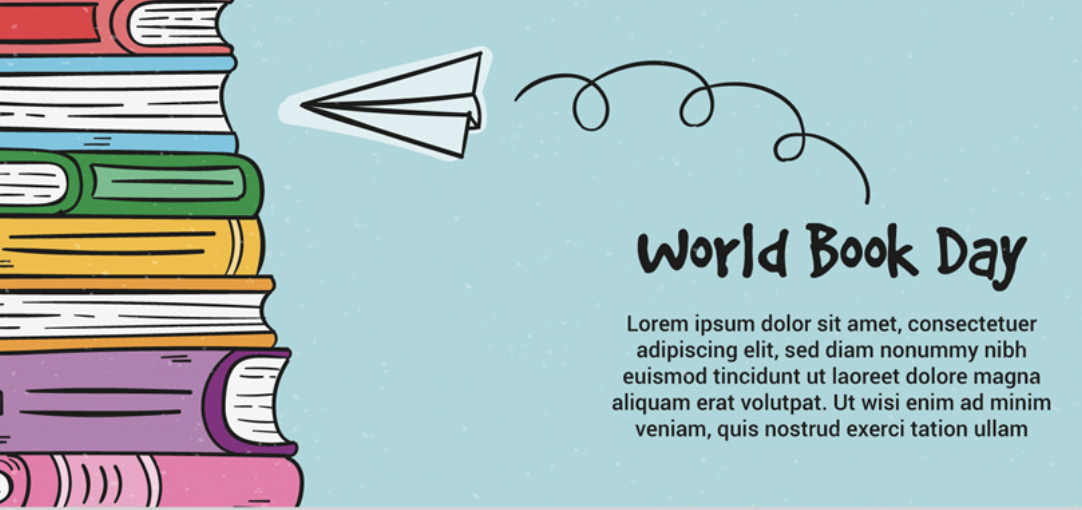 World Book Day
Lorem ipsum dolor sit amet, consectetuer
adipiscing elit, sed diam nonummy nibh
euismod tincidunt ut laoreet dolore magna
aliquam erat volutpat. Ut wisi enim ad minim
veniam, quis nostrud exerci tation ullam